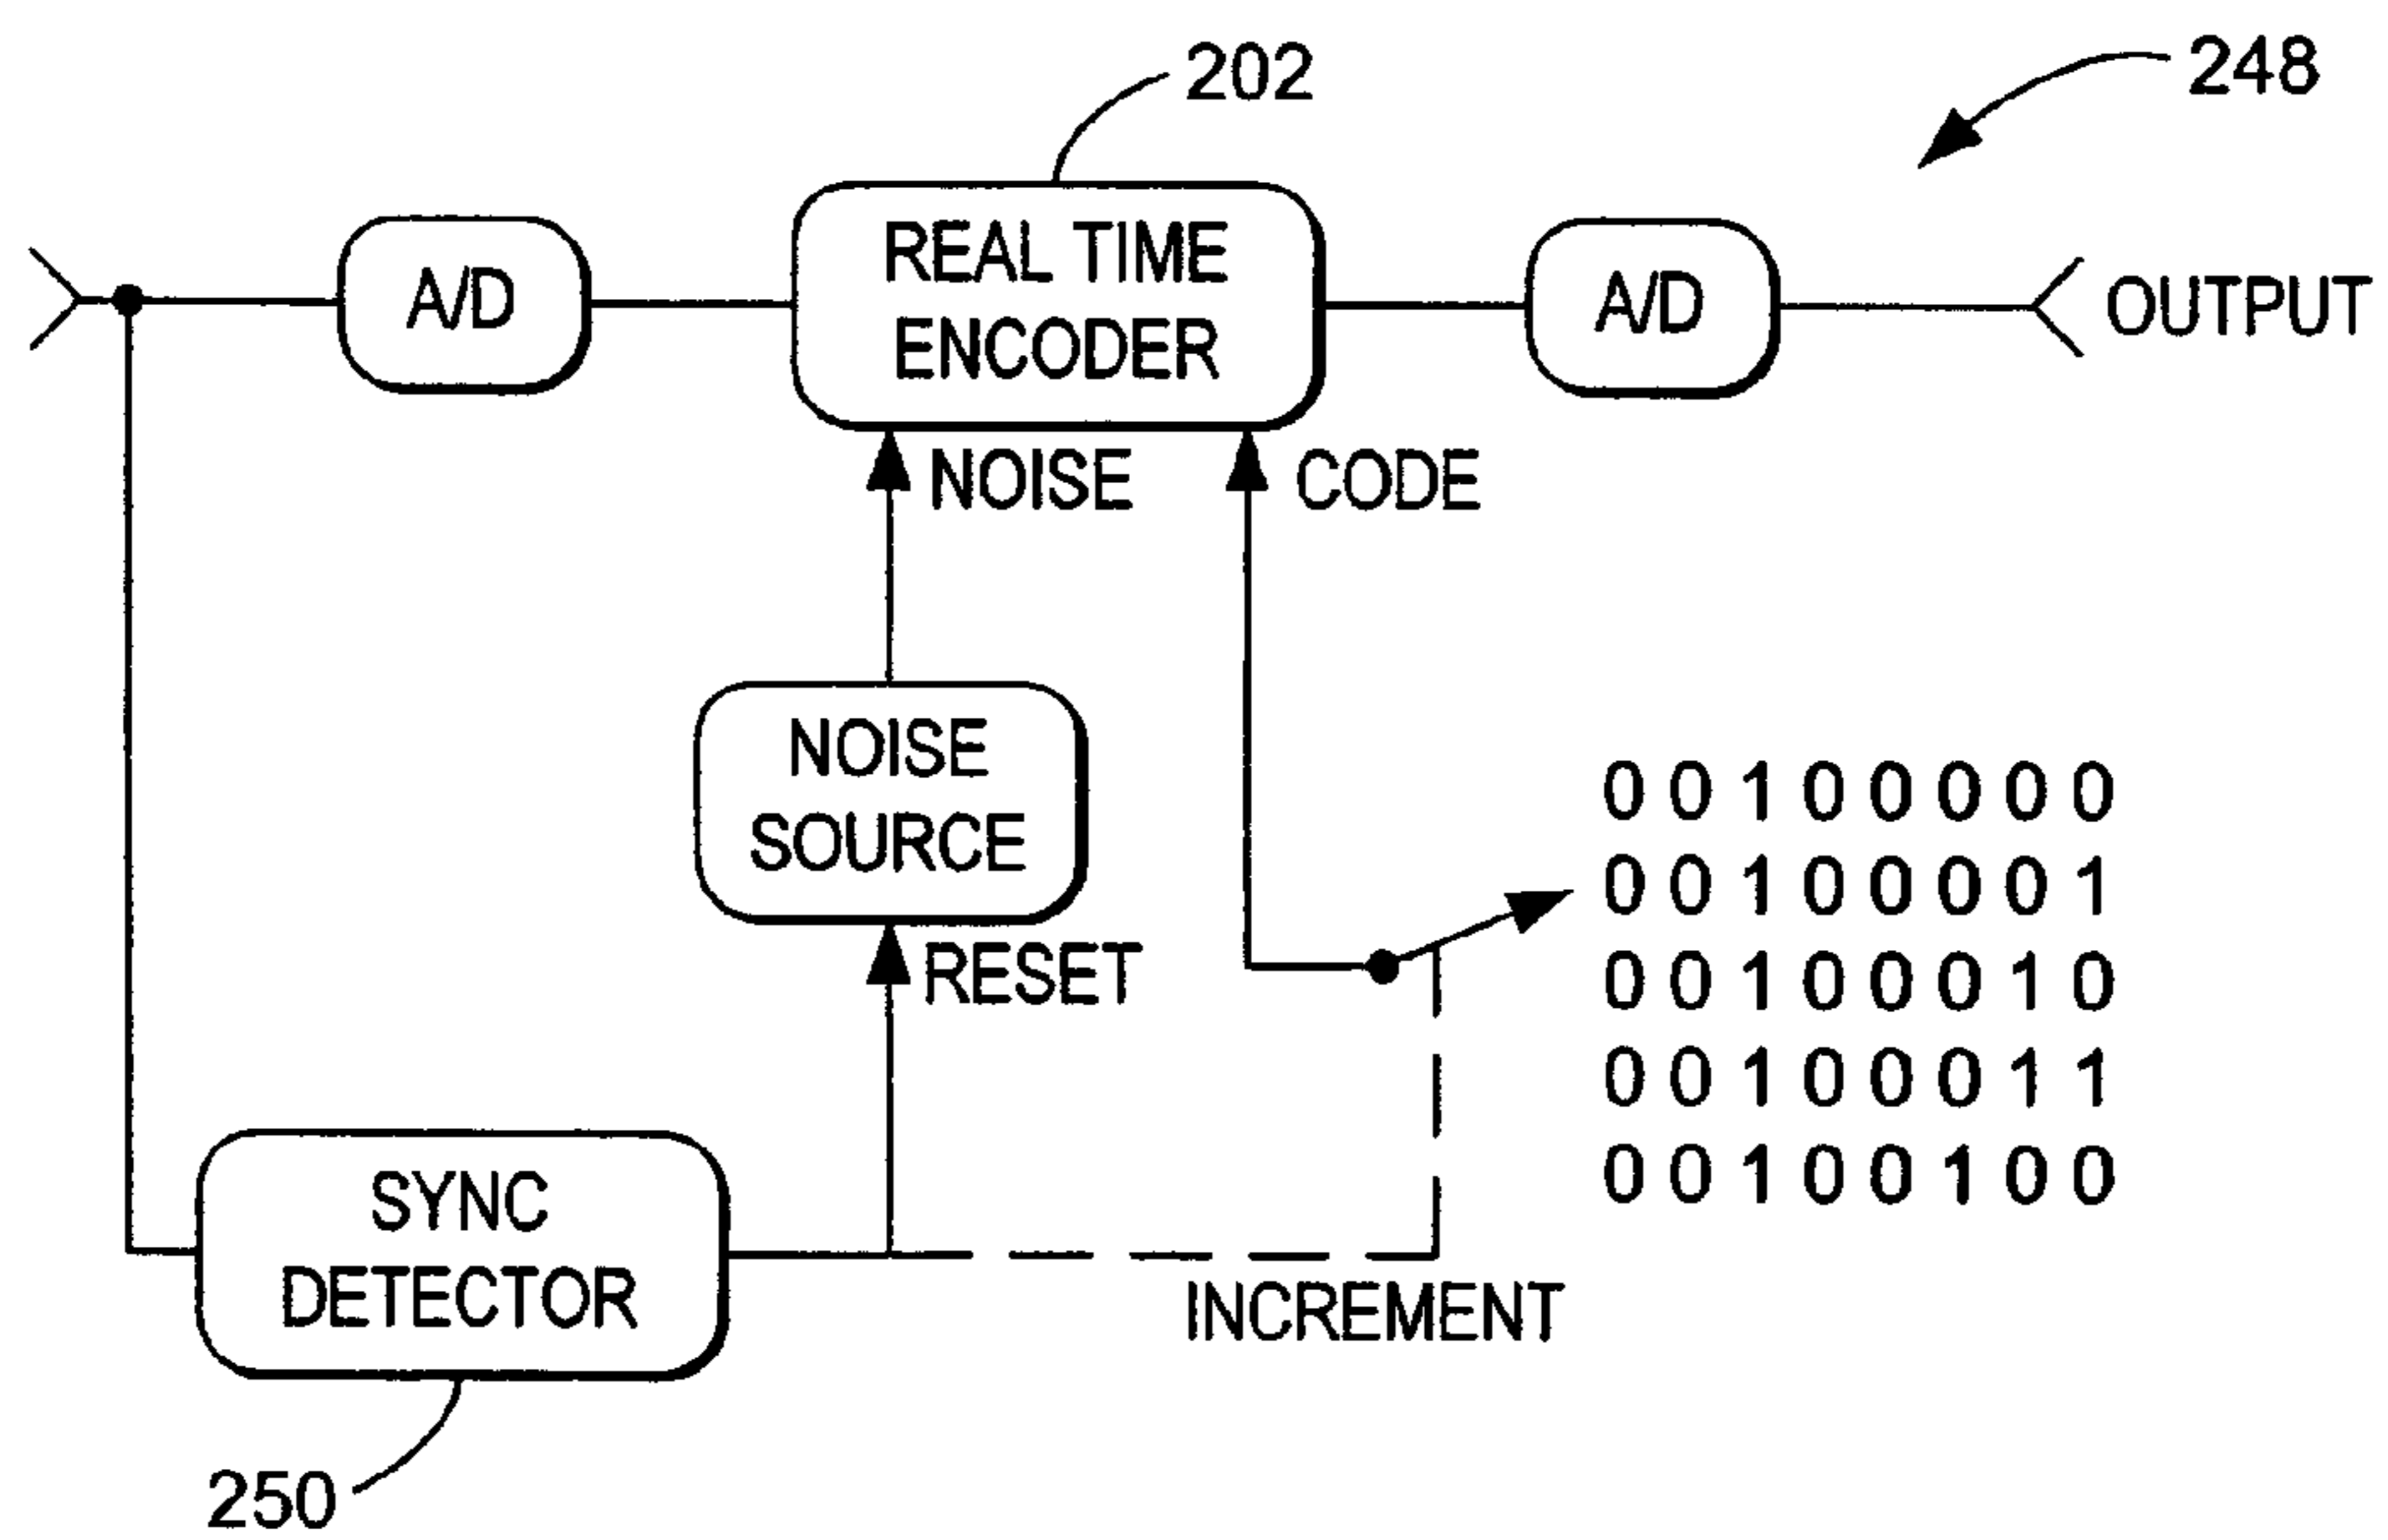 202
248
A/D
REAL TIME
ENCODER
A/D
OUTPUT
NOISE
CODE
NOISE
SOURCE
RESET
0 0 1 0 0 0 0 0
0 0 1 0 0 0 0 1
0 0 1 0 0 0 1 0
0 0 1 0 0 0 1 1
0 0 1 0 0 1 0 0
SYNC
DETECTOR
INCREMENT
250